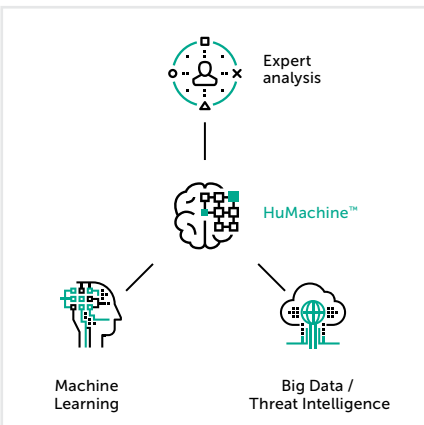 Expert
analysis
HuMachine™
Machine
Learning
Big Data /
Threat Intelligence